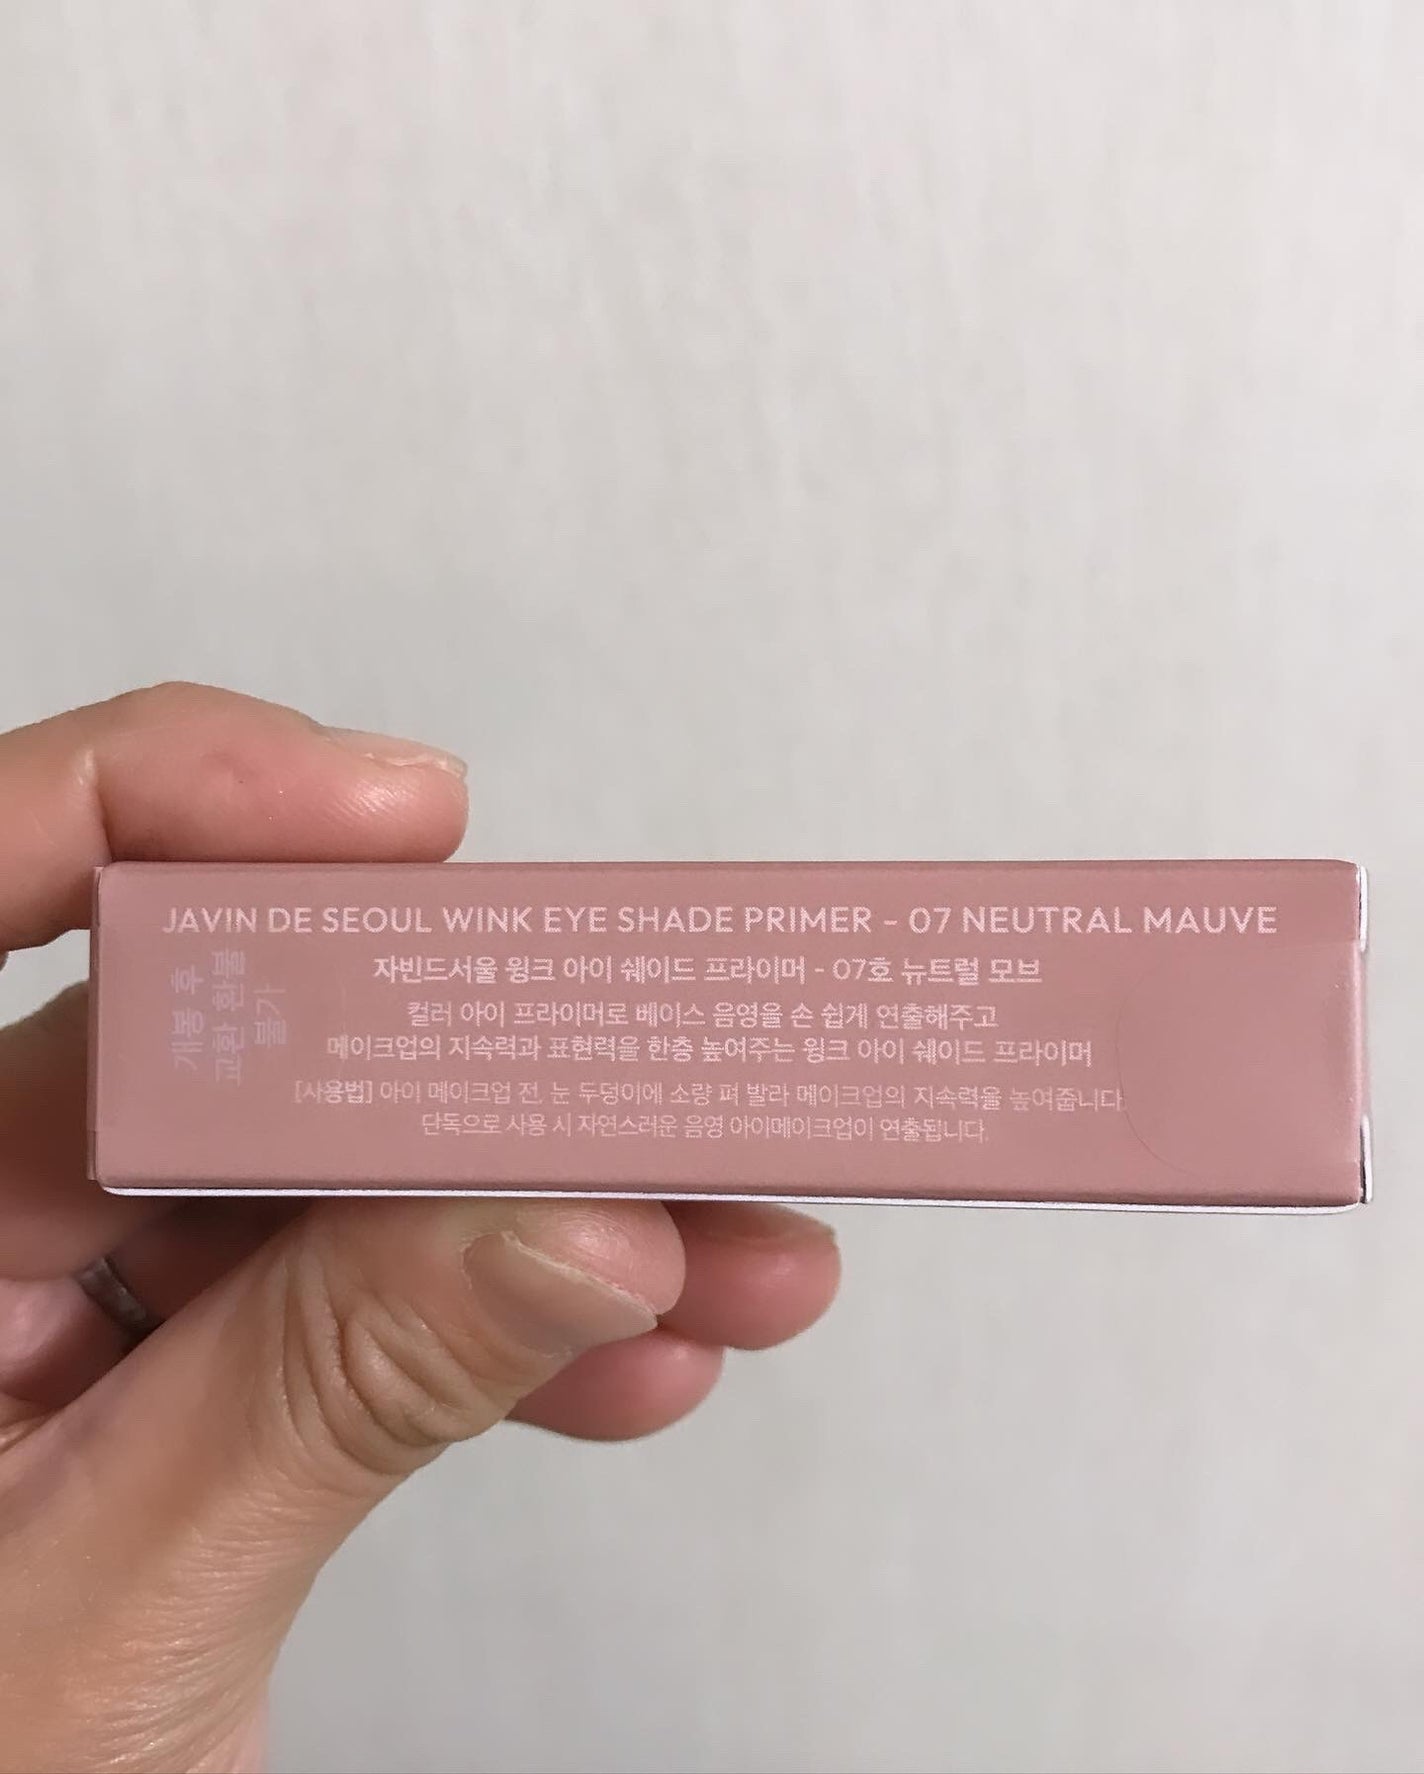 JAVIN DE SEOUL WINK EYE SHADE PRIMER - 07 NEUTRAL MAUVE
자빈드서울 윙크 아이 쉐이드 프라이머 - 07호 뉴트럴 모브
컬러 아이 프라이머로 베이스 음영을 손 쉽게 연출해주고
메이크업의 지속력과 표현력을 한층 높여주는 윙크 아이 쉐이드 프라이머
[사용법] 아이 메이크업 전, 눈 두덩이에 소량 펴 발라 메이크업의 지속력을 높여줍니다.
단독으로 사용 시 자연스러운 음영 아이메이크업이 연출됩니다.
개봉 후
교환 환불
불가